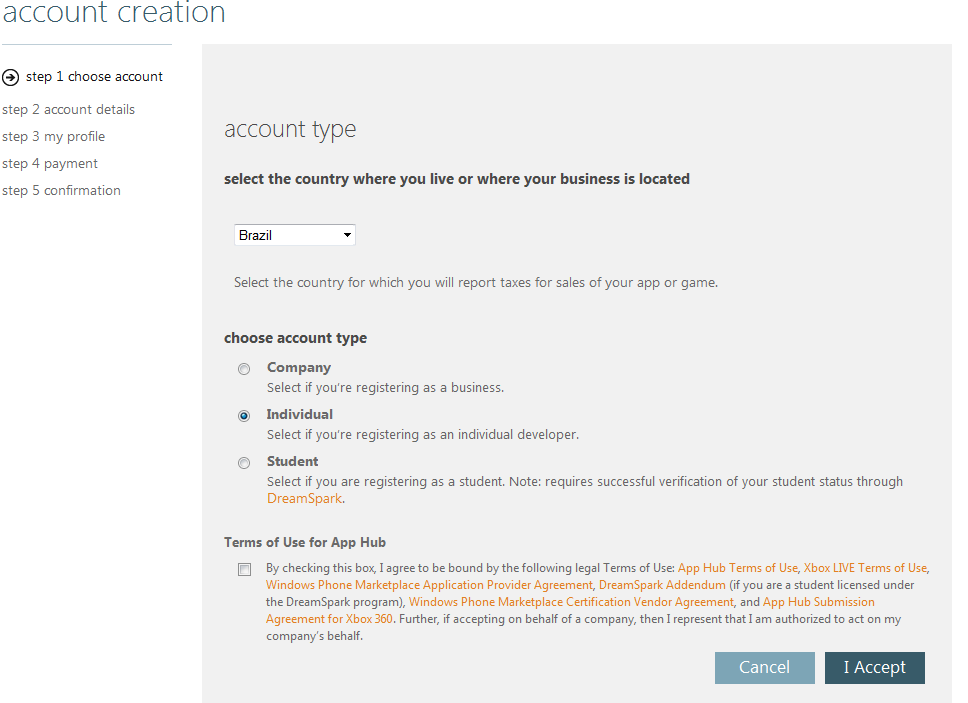 account creation
step 1 choose account
step 2 account details
step 3 my profile
step 4 payment
step 5 confirmation
account type
select the country where you live or where your business is located
Brazil
Select the country for which you will report taxes for sales of your app or game.
choose account type
Company
Select if you're registering as a business.
Individual
Select if you're registering as an individual developer.
Student
Select if you are registering as a student. Note: requires successful verification of your student status through
DreamSpark.
Terms of Use for App Hub
By checking this box, I agree to be bound by the following legal Terms of Use: App Hub Terms of Use, Xbox LIVE Terms of Use,
Windows Phone Marketplace Application Provider Agreement, DreamSpark Addendum (if you are a student licensed under
the DreamSpark program), Windows Phone Marketplace Certification Vendor Agreement, and App Hub Submission
Agreement for Xbox 360. Further, if accepting on behalf of a company, then I represent that I am authorized to act on my
company's behalf.
Cancel
I Accept